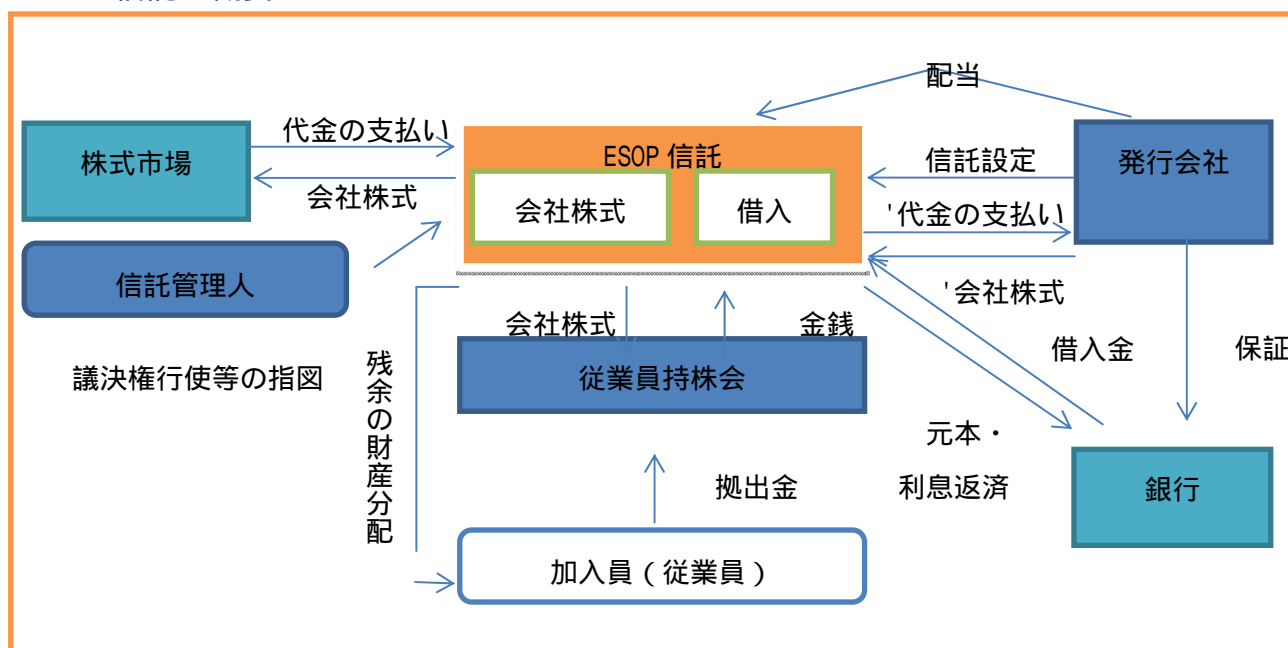 配当
代金の支払い
株式市場
会社株式
ESOP 信託
会社株式
借入
信託設定
発行会社
'代金の支払い
信託管理人
'会社株式
会社株式
金銭
借入金
保証
議決権行使等の指図
残余の財産分配
従業員持株会
元本・
利息返済
拠出金
銀行
加入員(従業員)